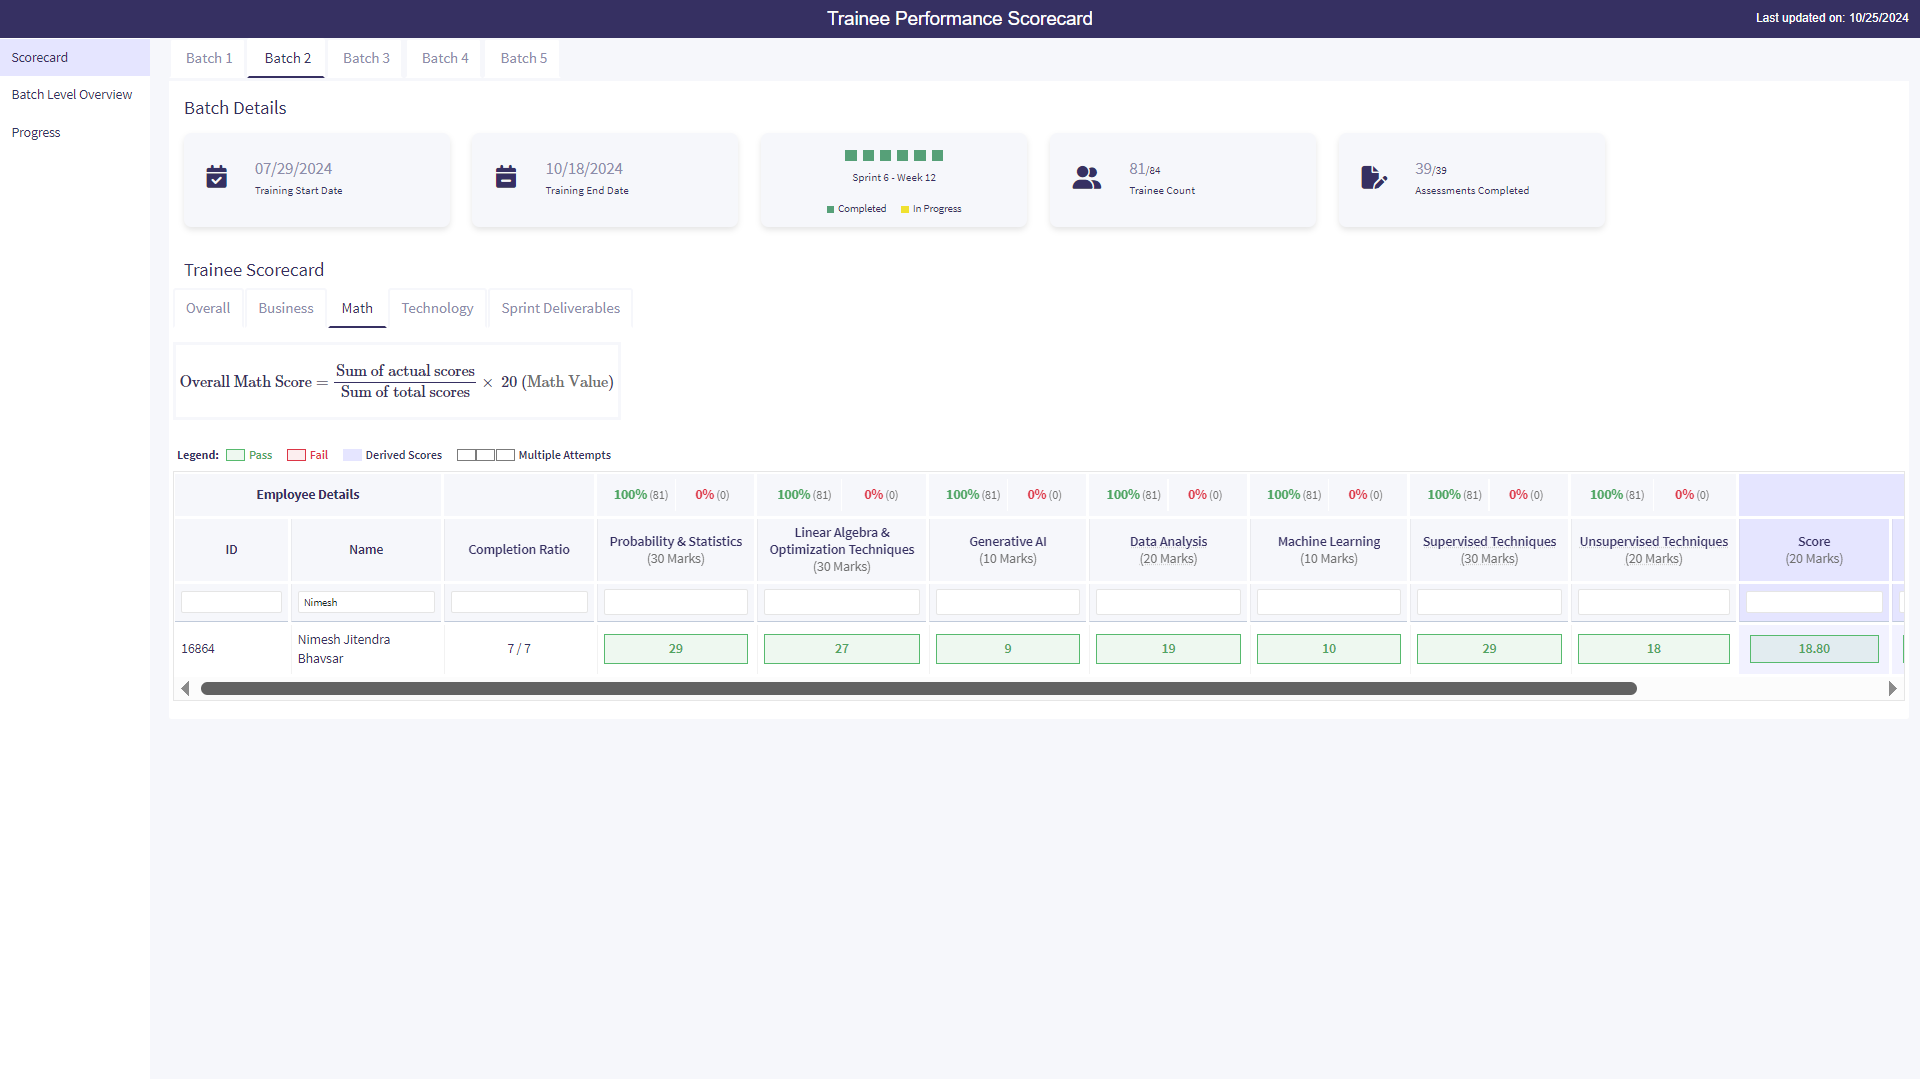 Trainee Performance Scorecard
Last updated on: 10/25/2024
Scorecard
Batch Level Overview
Progress
Batch 1
Batch 2
Batch 3
Batch 4
Batch 5
Batch Details
07/29/2024
Training Start Date
10/18/2024
Training End Date
Sprint 6 - Week 12
Completed
In Progress
81/84
Trainee Count
39/39
Assessments Completed
Trainee Scorecard
Overall
Business
Math
Technology
Sprint Deliverables
Overall Math Score = Sum of actual scores / Sum of total scores × 20 (Math Value)
Legend: Pass Fail Derived Scores Multiple Attempts
Employee Details
100% (81) 0% (0)
100% (81) 0% (0)
100% (81) 0% (0)
100% (81) 0% (0)
100% (81) 0% (0)
100% (81) 0% (0)
100% (81) 0% (0)
ID
Name
Completion Ratio
Probability & Statistics
(30 Marks)
Linear Algebra &
Optimization Techniques
(30 Marks)
Generative AI
(10 Marks)
Data Analysis
(20 Marks)
Machine Learning
(10 Marks)
Supervised Techniques
(30 Marks)
Unsupervised Techniques
(20 Marks)
Score
(20 Marks)
Nimesh
16864
Nimesh Jitendra
Bhavsar
7 / 7
29
27
9
19
10
29
18
18.80